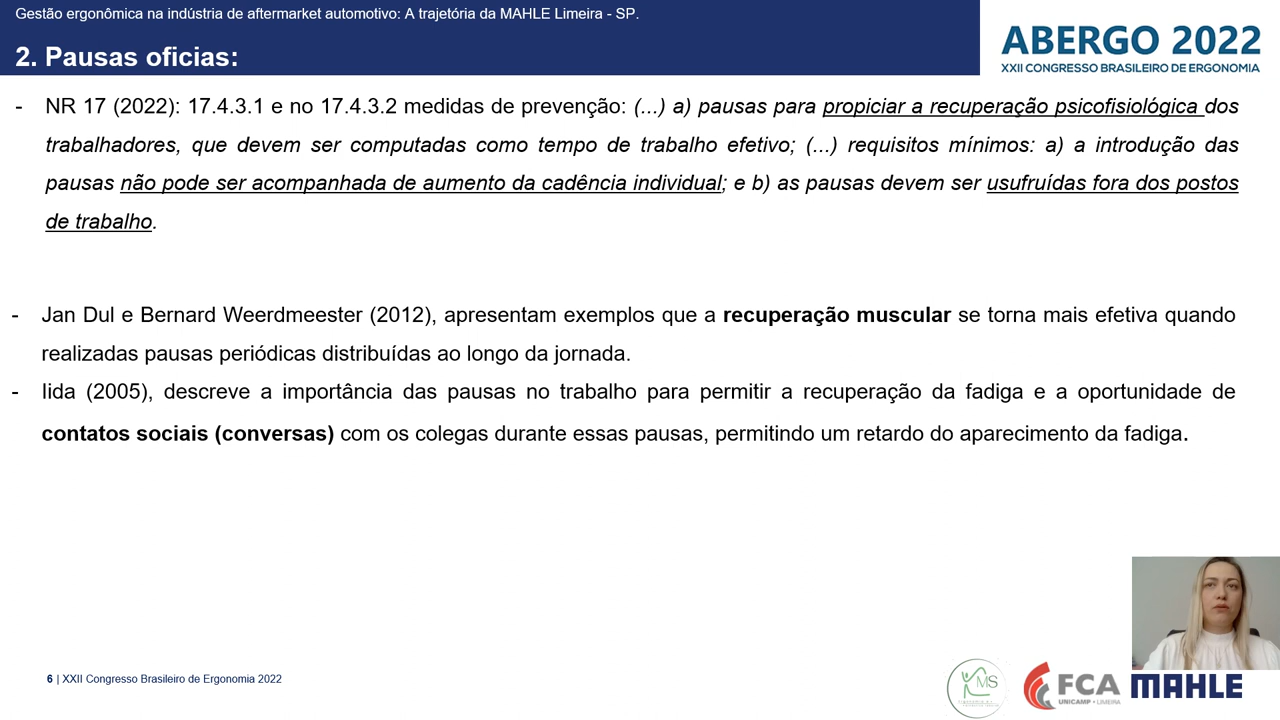 Gestão ergonômica na indústria de aftermarket automotivo: A trajetória da MAHLE Limeira - SP.
2. Pausas oficias:
ABERGO 2022
XXII CONGRESSO BRASILEIRO DE ERGONOMIA
- NR 17 (2022): 17.4.3.1 e no 17.4.3.2 medidas de prevenção: (...) a) pausas para propiciar a recuperação psicofisiológica dos
trabalhadores, que devem ser computadas como tempo de trabalho efetivo; (...) requisitos mínimos: a) a introdução das
pausas não pode ser acompanhada de aumento da cadência individual; e b) as pausas devem ser usufruídas fora dos postos
de trabalho.
- Jan Dul e Bernard Weerdmeester (2012), apresentam exemplos que a recuperação muscular se torna mais efetiva quando
realizadas pausas periódicas distribuídas ao longo da jornada.
- Iida (2005), descreve a importância das pausas no trabalho para permitir a recuperação da fadiga e a oportunidade de
contatos sociais (conversas) com os colegas durante essas pausas, permitindo um retardo do aparecimento da fadiga.
6 | XXII Congresso Brasileiro de Ergonomia 2022
MS
FCA
UNICAMP · LIMEIRA
MAHLE